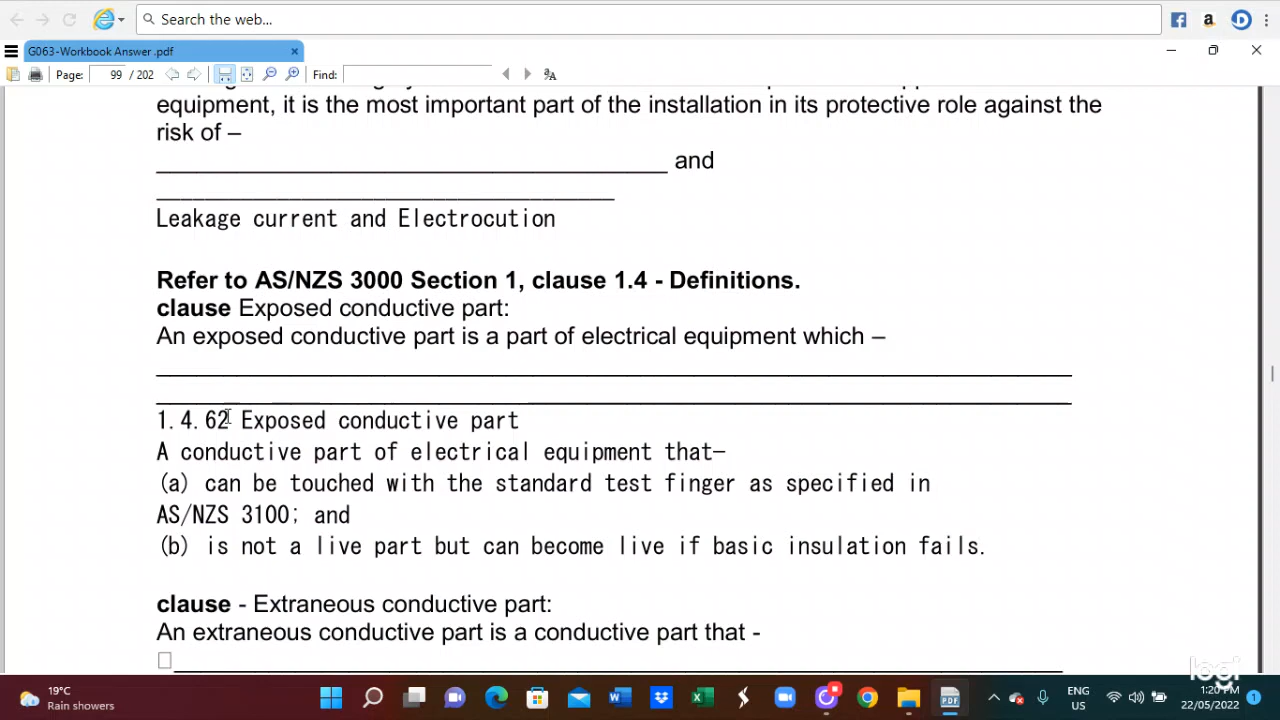 Search the web...
G063-Workbook Answer .pdf
Page: 99 / 202 Find:
equipment, it is the most important part of the installation in its protective role against the
risk of –
and
Leakage current and Electrocution
Refer to AS/NZS 3000 Section 1, clause 1.4 - Definitions.
clause Exposed conductive part:
An exposed conductive part is a part of electrical equipment which –
1.4.62 Exposed conductive part
A conductive part of electrical equipment that—
(a) can be touched with the standard test finger as specified in
AS/NZS 3100; and
(b) is not a live part but can become live if basic insulation fails.
clause - Extraneous conductive part:
An extraneous conductive part is a conductive part that -
logi
19°C
Rain showers
ENG
US
1:20 PM
22/05/2022